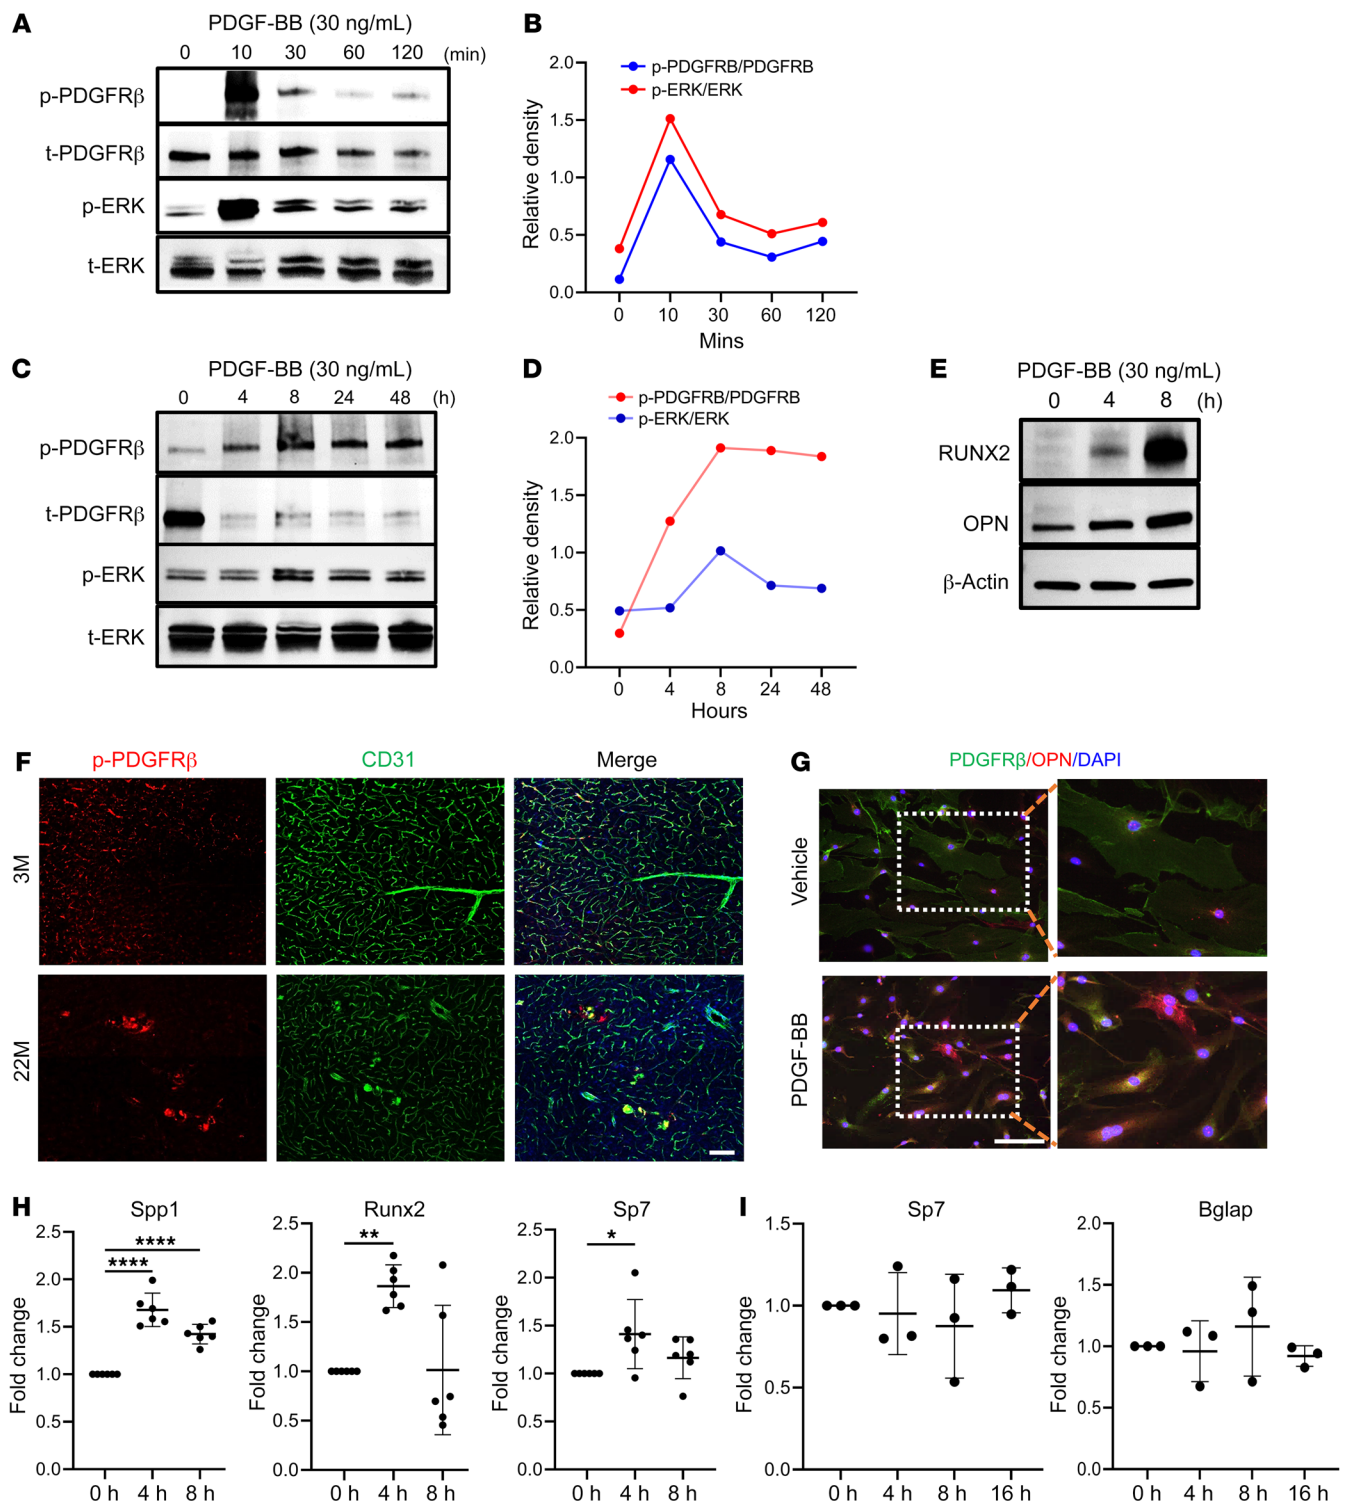 A
PDGF-BB (30 ng/mL)
0 10 30 60 120 (min)
p-PDGFRβ
t-PDGFRβ
p-ERK
t-ERK
B
p-PDGFRB/PDGFRB
p-ERK/ERK
Relative density
2.0
1.5
1.0
0.5
0.0
0 10 30 60 120
Mins
C
PDGF-BB (30 ng/mL)
0 4 8 24 48 (h)
p-PDGFRβ
t-PDGFRβ
p-ERK
t-ERK
D
p-PDGFRB/PDGFRB
p-ERK/ERK
Relative density
2.0
1.5
1.0
0.5
0.0
0 4 8 24 48
Hours
E
PDGF-BB (30 ng/mL)
0 4 8 (h)
RUNX2
OPN
β-Actin
F
p-PDGFRβ CD31 Merge
3M
22M
G
PDGFRβ/OPN/DAPI
Vehicle
PDGF-BB
H
Spp1
Fold change
2.5
2.0
1.5
1.0
0.5
0.0
****
****
0 h 4 h 8 h
Runx2
Fold change
2.5
2.0
1.5
1.0
0.5
0.0
**
0 h 4 h 8 h
Sp7
Fold change
2.5
2.0
1.5
1.0
0.5
0.0
*
0 h 4 h 8 h
I
Sp7
Fold change
1.5
1.0
0.5
0.0
0 h 4 h 8 h 16 h
Bglap
Fold change
2.0
1.5
1.0
0.5
0.0
0 h 4 h 8 h 16 h